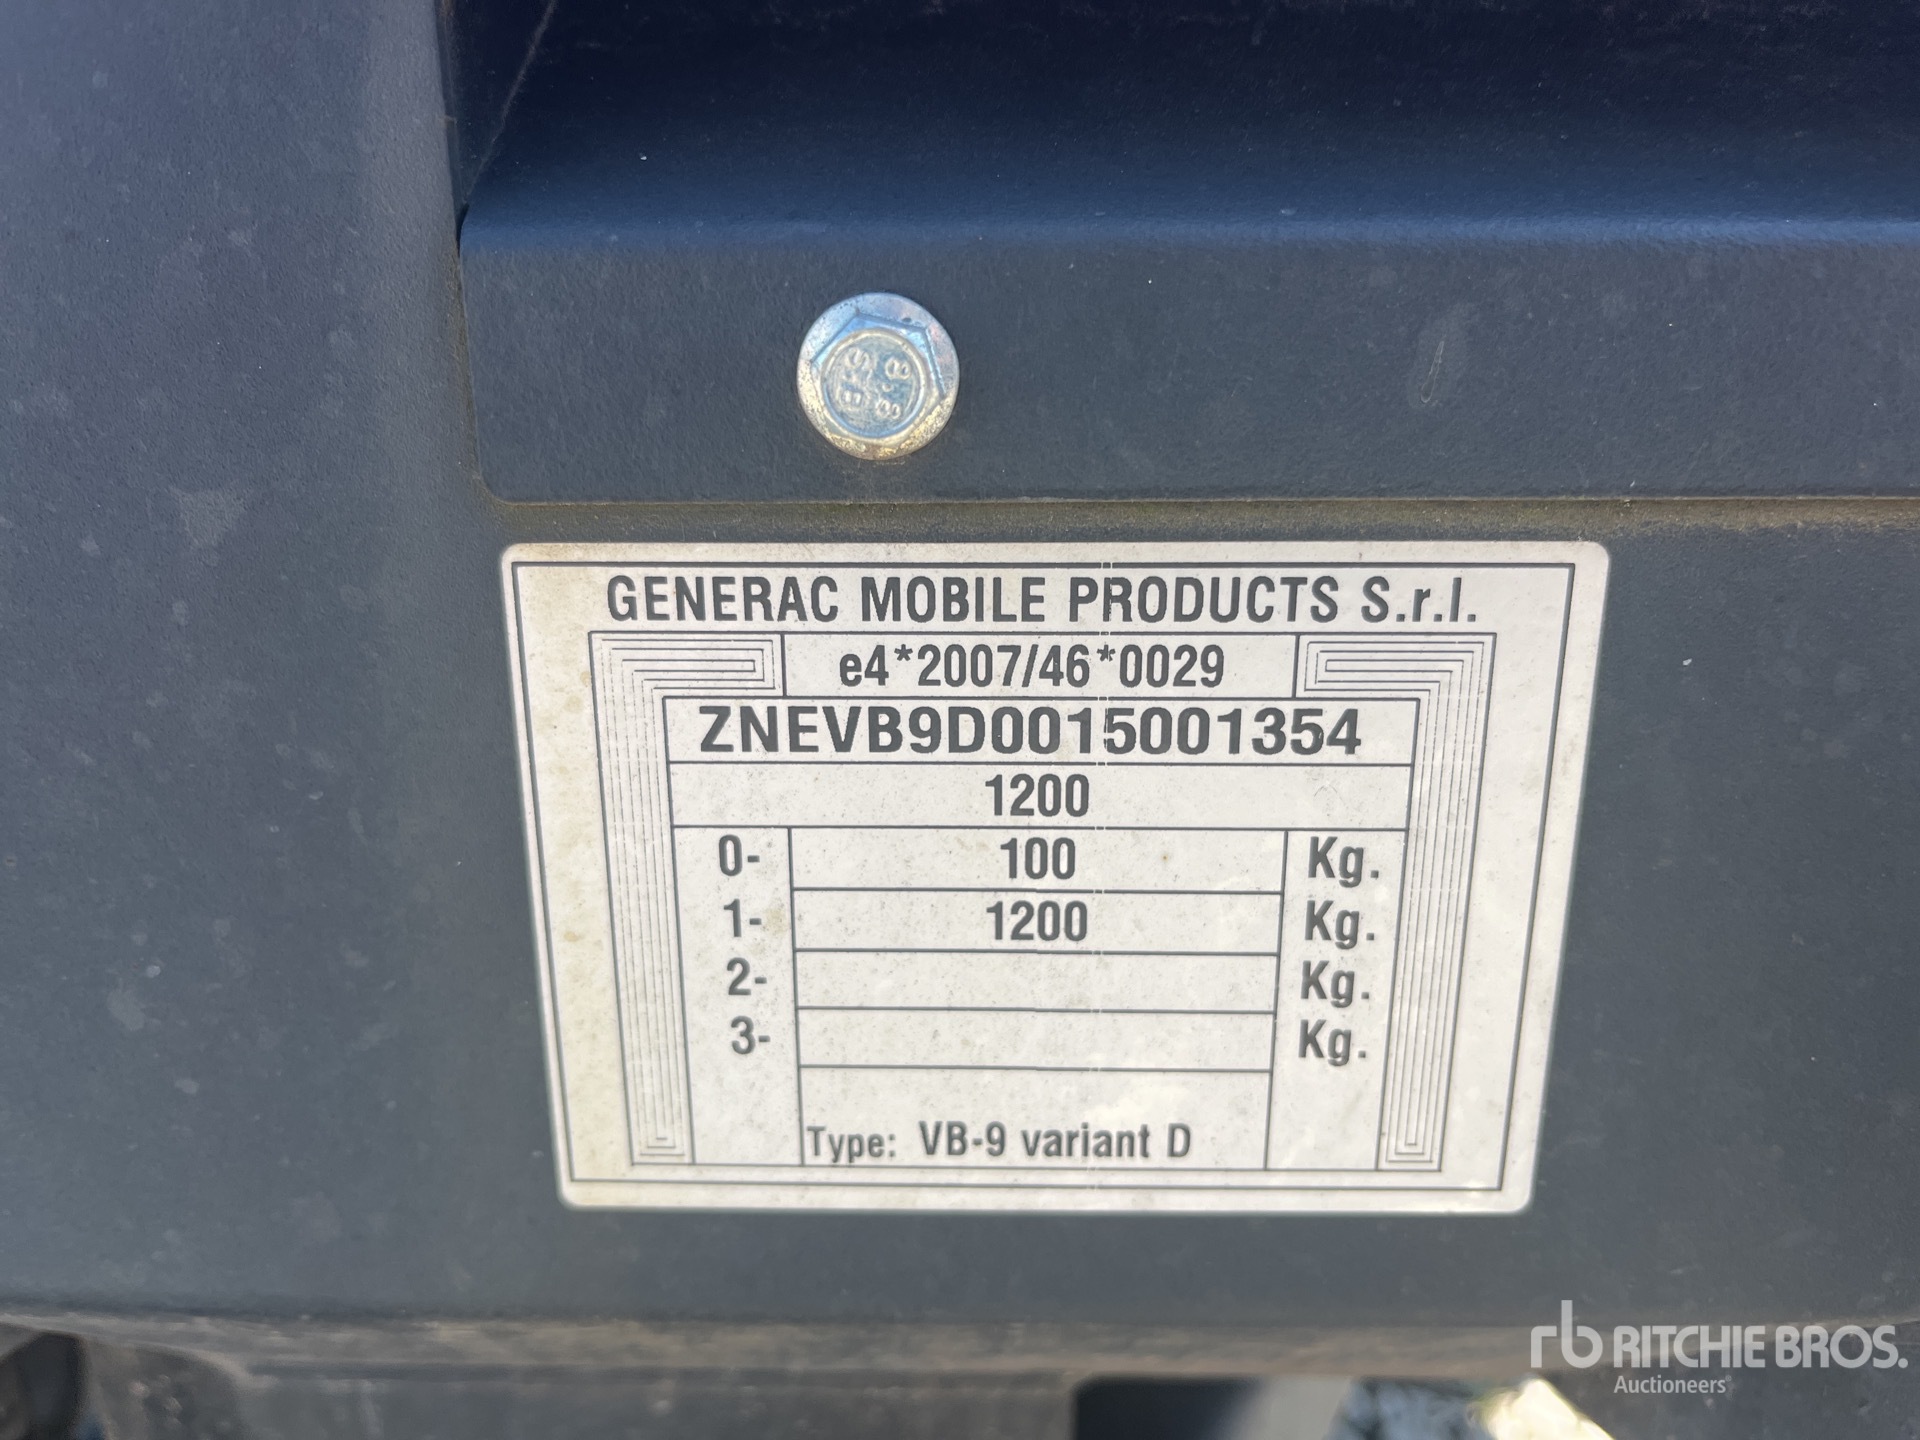 GENERAC MOBILE PRODUCTS S.r.l.
e4*2007/46*0029
ZNEVB9D0015001354
1200
0- 100 Kg.
1- 1200 Kg.
2- Kg.
3- Kg.
Type: VB-9 variant D
rb RITCHIE BROS.
Auctioneers